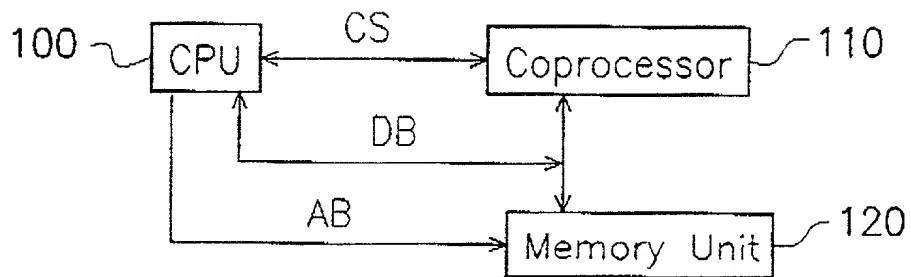 100 CPU CS Coprocessor 110
DB
AB
Memory Unit 120